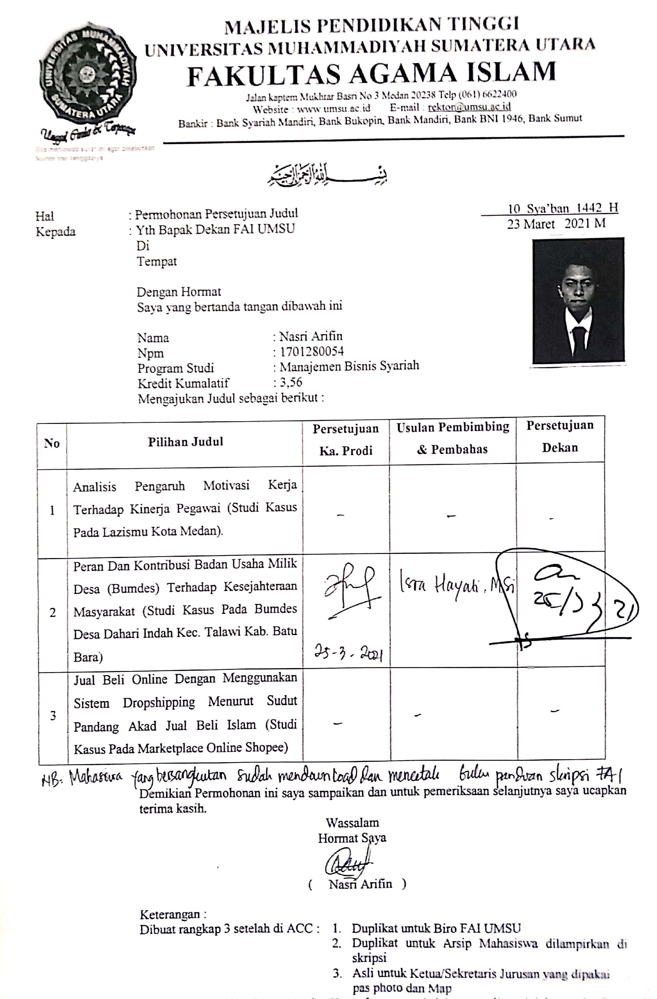 MAJELIS PENDIDIKAN TINGGI
UNIVERSITAS MUHAMMADIYAH SUMATERA UTARA
FAKULTAS AGAMA ISLAM
Jalan kaptem Mukhtar Basri No 3 Medan 20238 Telp (061) 6622400
Website : www umsu.ac.id E-mail : rektor@umsu.ac.id
Bankir : Bank Syariah Mandiri, Bank Bukopin, Bank Mandiri, Bank BNI 1946, Bank Sumut
UNIVERSITAS MUHAMMADIYAH
SUMATERA UTARA
Bila menjawab surat ini agar disebutkan
Nomor dan tanggalnya
بسم الله الرحمن الرحيم
10 Sya'ban 1442 H
23 Maret 2021 M
Hal : Permohonan Persetujuan Judul
Kepada : Yth Bapak Dekan FAI UMSU
Di
Tempat
Dengan Hormat
Saya yang bertanda tangan dibawah ini
Nama : Nasri Arifin
Npm : 1701280054
Program Studi : Manajemen Bisnis Syariah
Kredit Kumalatif : 3,56
Mengajukan Judul sebagai berikut :
No Pilihan Judul Persetujuan Ka. Prodi Usulan Pembimbing & Pembahas Persetujuan Dekan
1 Analisis Pengaruh Motivasi Kerja
Terhadap Kinerja Pegawai (Studi Kasus
Pada Lazismu Kota Medan).
- - -
2 Peran Dan Kontribusi Badan Usaha Milik
Desa (Bumdes) Terhadap Kesejahteraan
Masyarakat (Studi Kasus Pada Bumdes
Desa Dahari Indah Kec. Talawi Kab. Batu
Bara)
25-3-2021
Isra Hayati, MSi
25/3 21
3 Jual Beli Online Dengan Menggunakan
Sistem Dropshipping Menurut Sudut
Pandang Akad Jual Beli Islam (Studi
Kasus Pada Marketplace Online Shopee)
- - -
NB: Mahasiswa yang bersangkutan sudah mendownload dan mencetak buku panduan skripsi FAI
Demikian Permohonan ini saya sampaikan dan untuk pemeriksaan selanjutnya saya ucapkan
terima kasih.
Wassalam
Hormat Saya
( Nasri Arifin )
Keterangan :
Dibuat rangkap 3 setelah di ACC : 1. Duplikat untuk Biro FAI UMSU
2. Duplikat untuk Arsip Mahasiswa dilampirkan di
skripsi
3. Asli untuk Ketua/Sekretaris Jurusan yang dipakai
pas photo dan Map